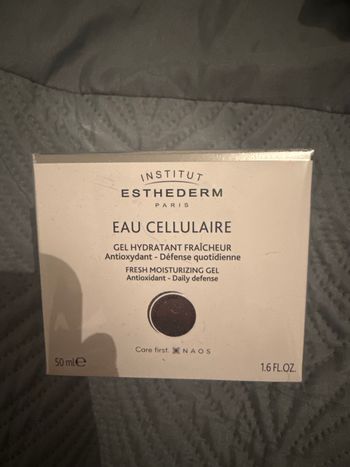 INSTITUT
ESTHEDERM
PARIS
EAU CELLULAIRE
GEL HYDRATANT FRAÎCHEUR
Antioxydant - Défense quotidienne
FRESH MOISTURIZING GEL
Antioxidant - Daily defense
Care first. NAOS
50 ml e 1.6 FL.OZ.